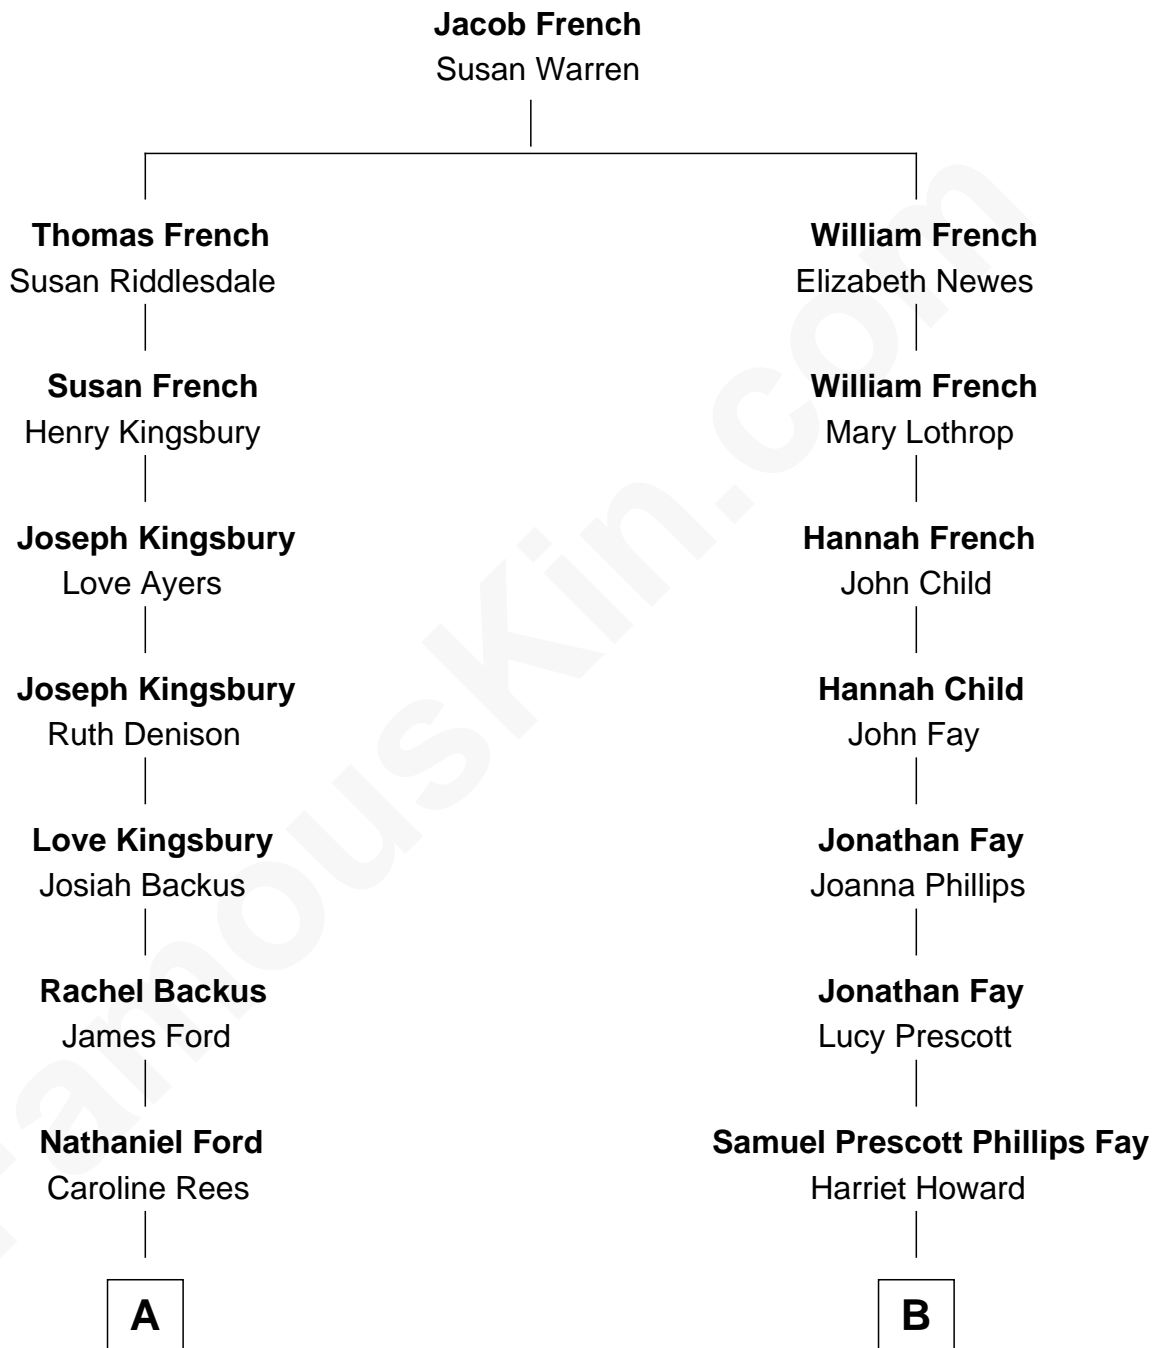 Jacob French
Susan Warren
Thomas French
Susan Riddlesdale
William French
Elizabeth Newes
Susan French
Henry Kingsbury
William French
Mary Lothrop
Joseph Kingsbury
Love Ayers
Hannah French
John Child
Joseph Kingsbury
Ruth Denison
Hannah Child
John Fay
Love Kingsbury
Josiah Backus
Jonathan Fay
Joanna Phillips
Rachel Backus
James Ford
Jonathan Fay
Lucy Prescott
Nathaniel Ford
Caroline Rees
Samuel Prescott Phillips Fay
Harriet Howard
A
B
FamousKin.com